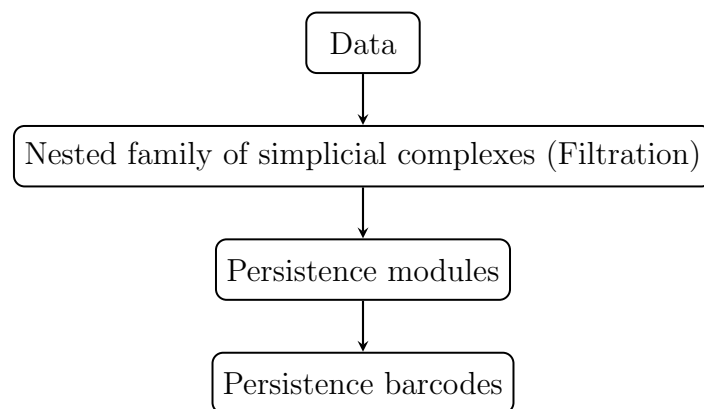 Data
Nested family of simplicial complexes (Filtration)
Persistence modules
Persistence barcodes